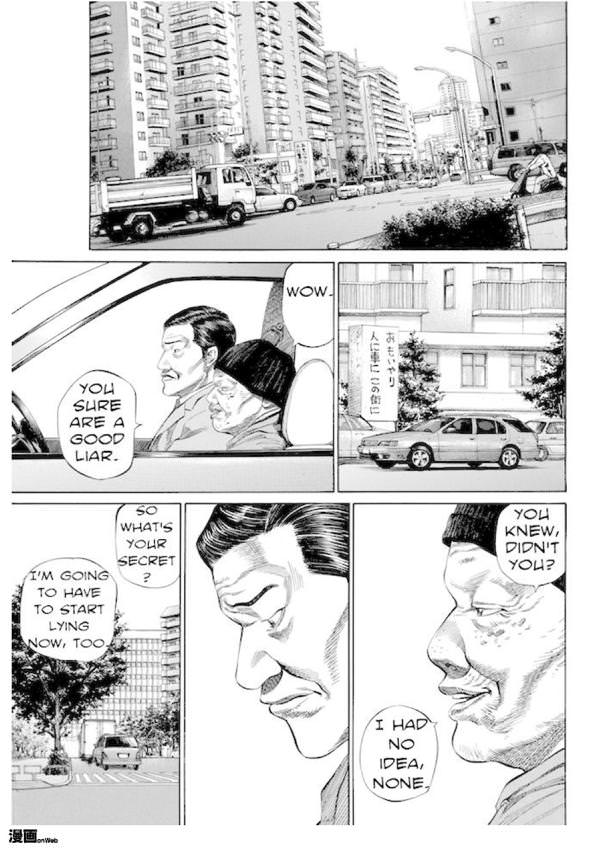 おもいやり
人に車に この街に
WOW.
YOU
SURE
ARE A
GOOD
LIAR.
YOU
KNEW,
DIDN'T
YOU?
I HAD
NO
IDEA,
NONE.
SO
WHAT'S
YOUR
SECRET
?
I'M GOING
TO HAVE
TO START
LYING
NOW, TOO.
漫画onWeb